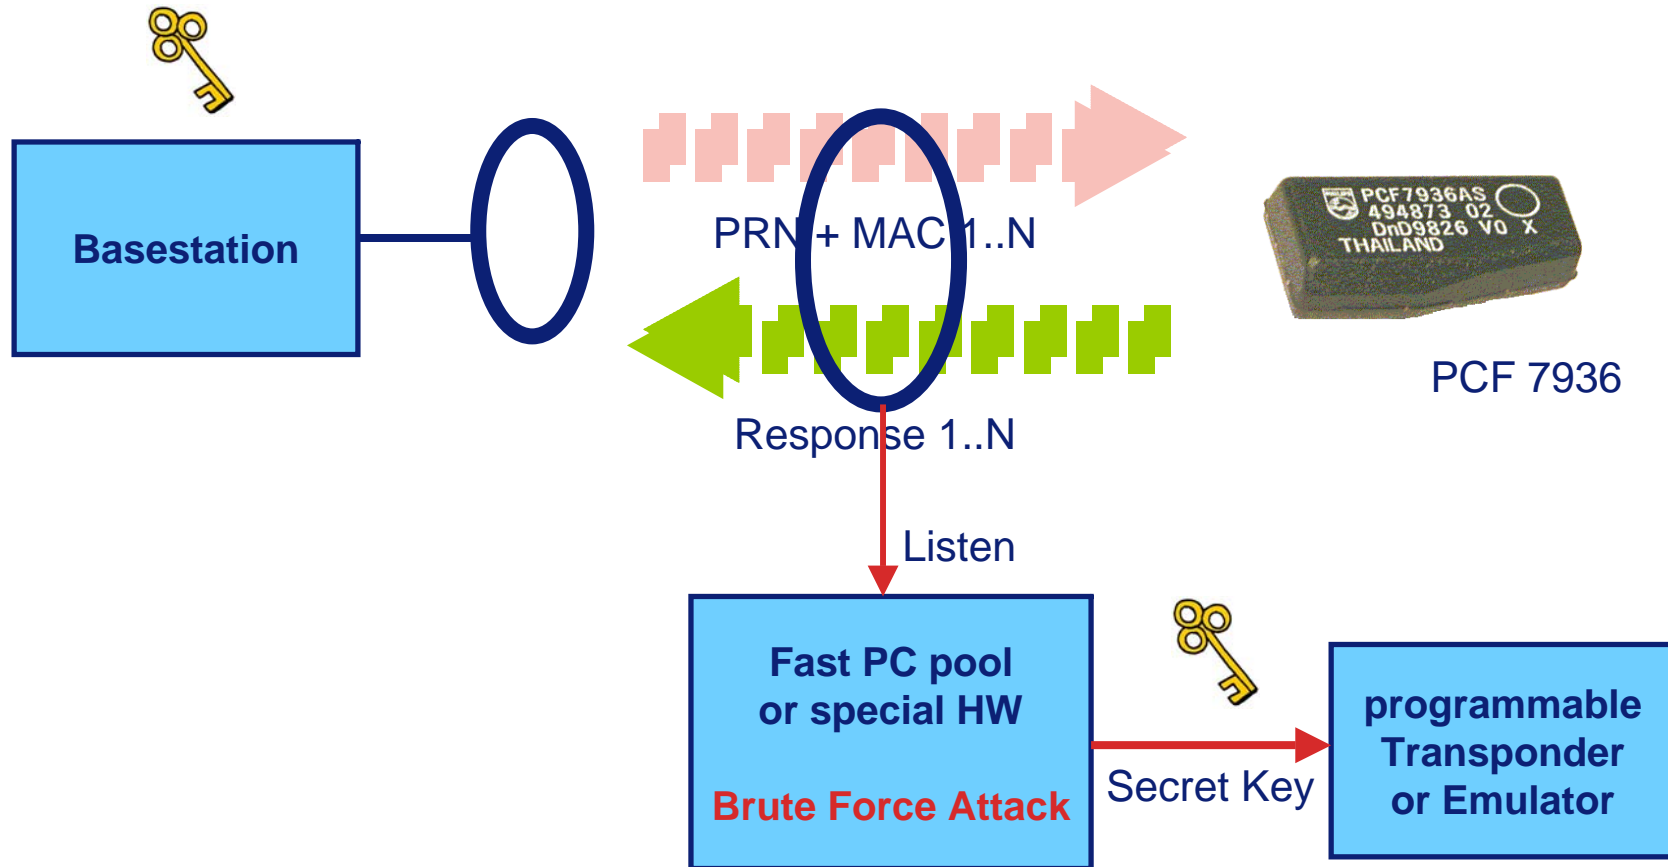 Basestation
PRN + MAC 1..N
PCF7936AS
494873 02
DnD9826 V0 X
THAILAND
PCF 7936
Response 1..N
Listen
Fast PC pool
or special HW
Brute Force Attack
Secret Key
programmable
Transponder
or Emulator